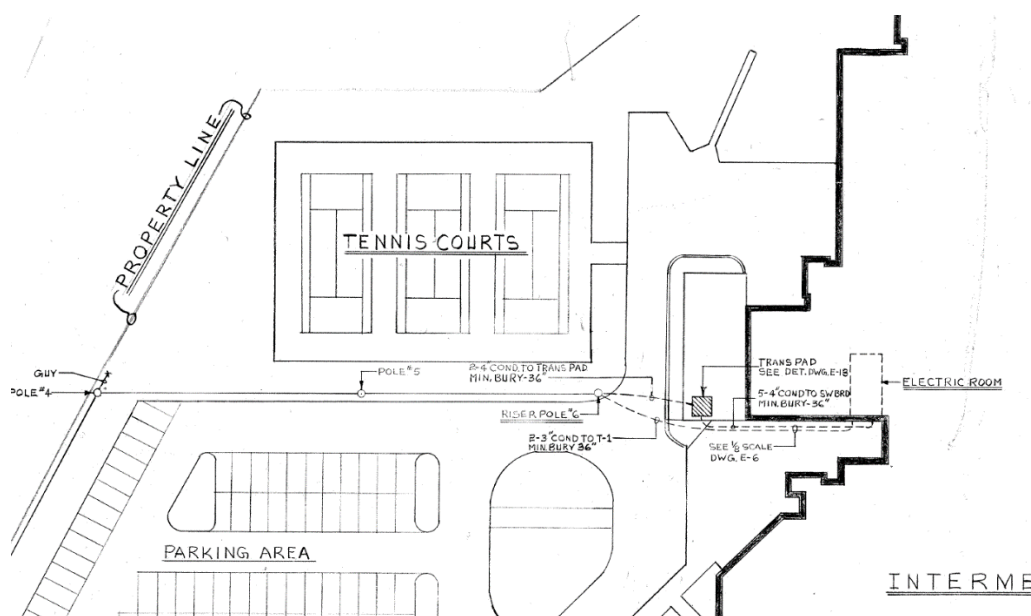 PROPERTY LINE
TENNIS COURTS
GUY
POLE #4
POLE #5
2-4" COND. TO TRANS PAD
MIN. BURY-36"
RISER POLE #6
2-3" COND TO T-1
MIN. BURY 36"
TRANS PAD
SEE DET. DWG. E-18
5-4" COND TO SWBRD
MIN. BURY-36"
ELECTRIC ROOM
SEE 1/8 SCALE
DWG. E-6
PARKING AREA
INTERME